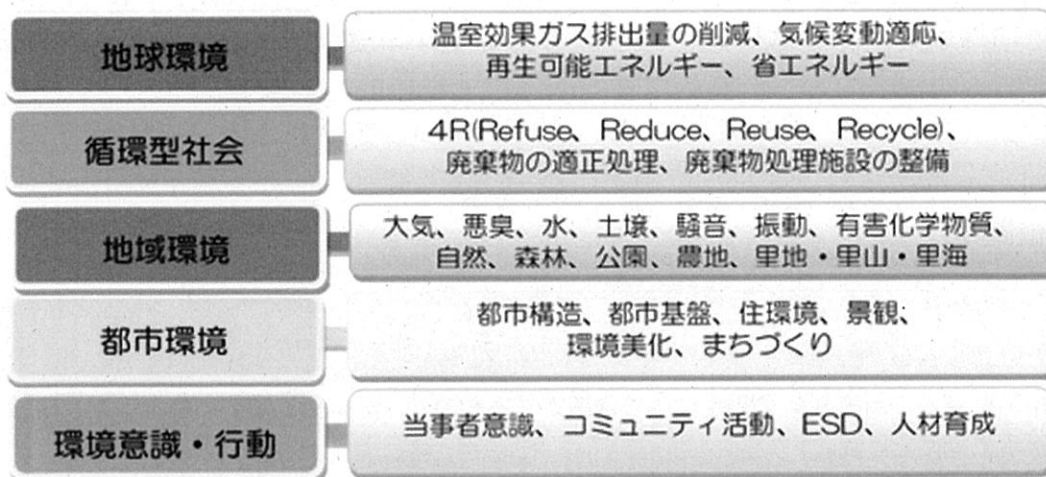 地球環境
温室効果ガス排出量の削減、気候変動適応、
再生可能エネルギー、省エネルギー
循環型社会
4R(Refuse、Reduce、Reuse、Recycle)、
廃棄物の適正処理、廃棄物処理施設の整備
地域環境
大気、悪臭、水、土壌、騒音、振動、有害化学物質、
自然、森林、公園、農地、里地・里山・里海
都市環境
都市構造、都市基盤、住環境、景観、
環境美化、まちづくり
環境意識・行動
当事者意識、コミュニティ活動、ESD、人材育成